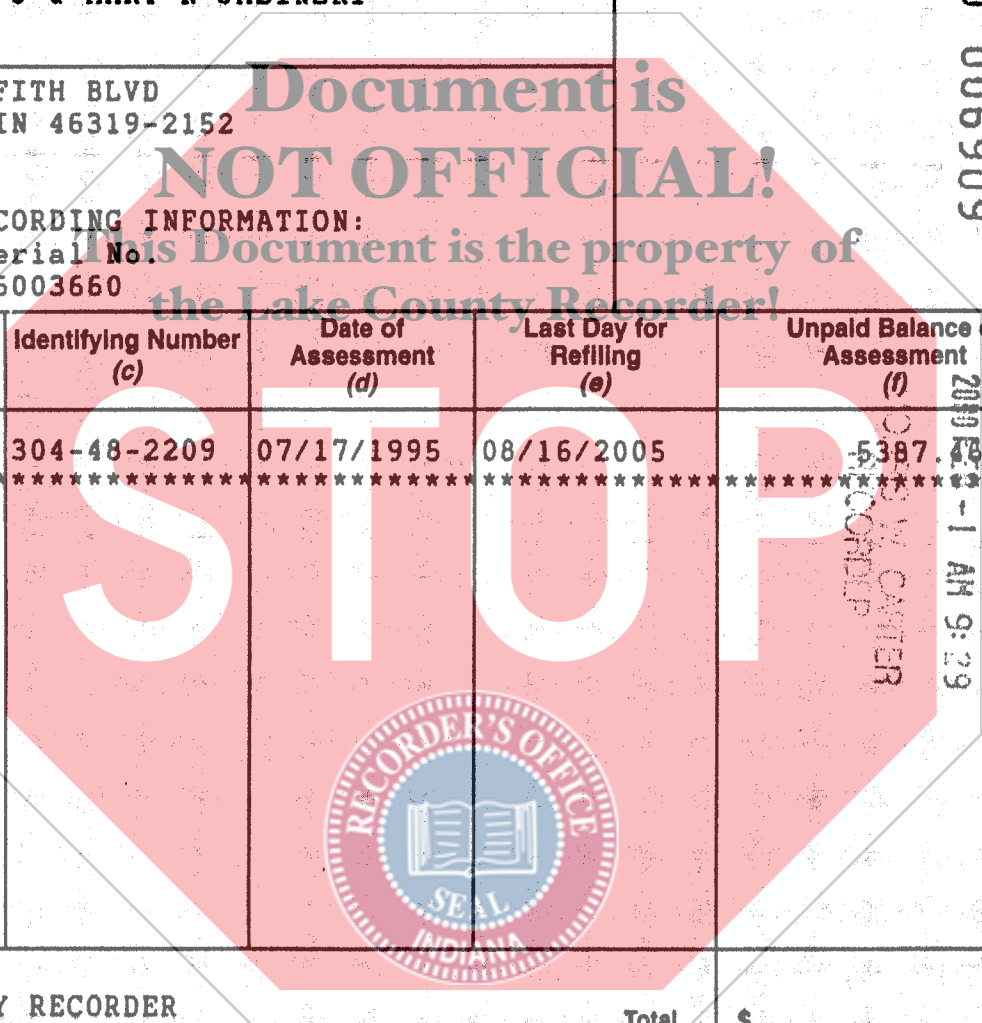 FITH BLVD
IN 46319-2152
Document is
NOT OFFICIAL!
This Document is the property of
the Lake County Recorder!
CORDING INFORMATION:
erial No.
5003660
009609
Identifying Number
(c)
Date of
Assessment
(d)
Last Day for
Refiling
(e)
Unpaid Balance
Assessment
(f)
304-48-2209 07/17/1995 08/16/2005 5387.
STOP
-1 AM 9:29
RECORDER
RECORDER'S OFFICE
SEAL
INDIANA
Y RECORDER
Total $